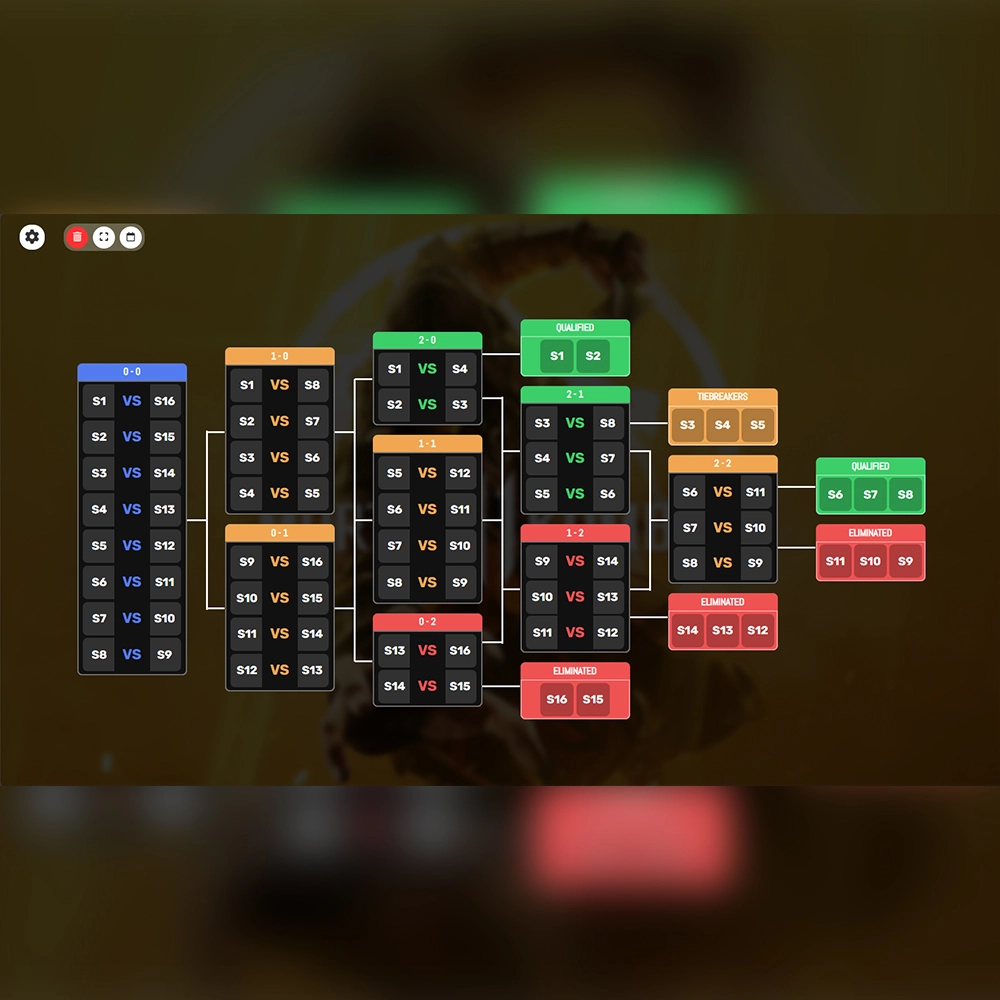 0-0
S1 VS S16
S2 VS S15
S3 VS S14
S4 VS S13
S5 VS S12
S6 VS S11
S7 VS S10
S8 VS S9
1-0
S1 VS S8
S2 VS S7
S3 VS S6
S4 VS S5
0-1
S9 VS S16
S10 VS S15
S11 VS S14
S12 VS S13
2-0
S1 VS S4
S2 VS S3
1-1
S5 VS S12
S6 VS S11
S7 VS S10
S8 VS S9
0-2
S13 VS S16
S14 VS S15
QUALIFIED
S1 S2
2-1
S3 VS S8
S4 VS S7
S5 VS S6
1-2
S9 VS S14
S10 VS S13
S11 VS S12
ELIMINATED
S16 S15
TIEBREAKERS
S3 S4 S5
2-2
S6 VS S11
S7 VS S10
S8 VS S9
ELIMINATED
S14 S13 S12
QUALIFIED
S6 S7 S8
ELIMINATED
S11 S10 S9